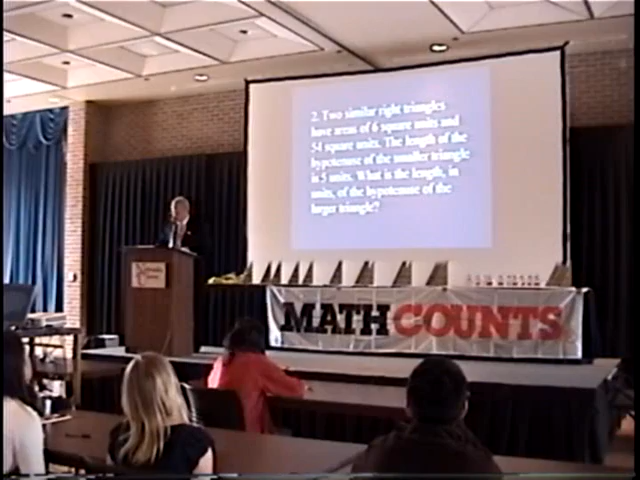 2. Two similar right triangles
have areas of 6 square units and
54 square units. The length of the
hypotenuse of the smaller triangle
is 5 units. What is the length, in
units, of the hypotenuse of the
larger triangle?
MATHCOUNTS